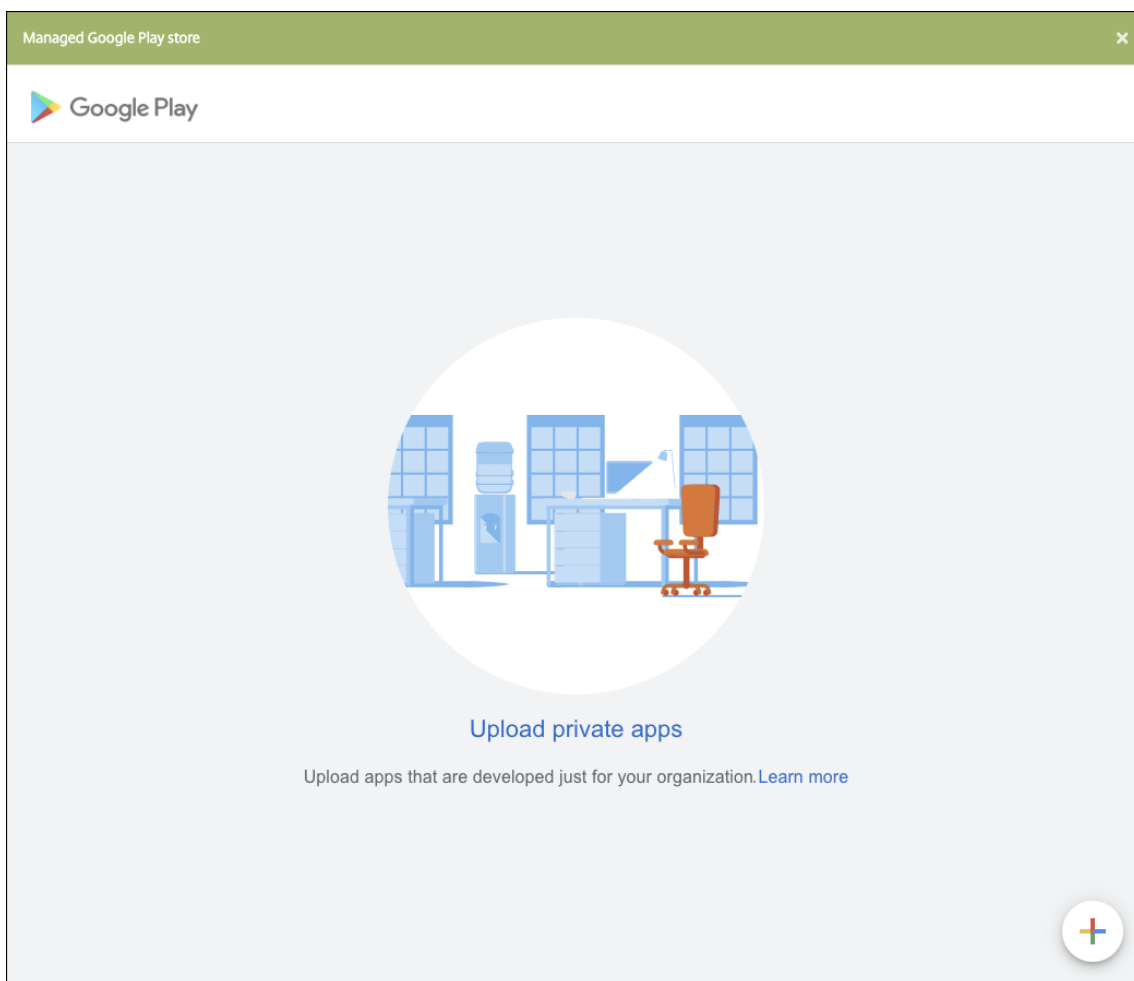 Managed Google Play store
Google Play
Upload private apps
Upload apps that are developed just for your organization. Learn more